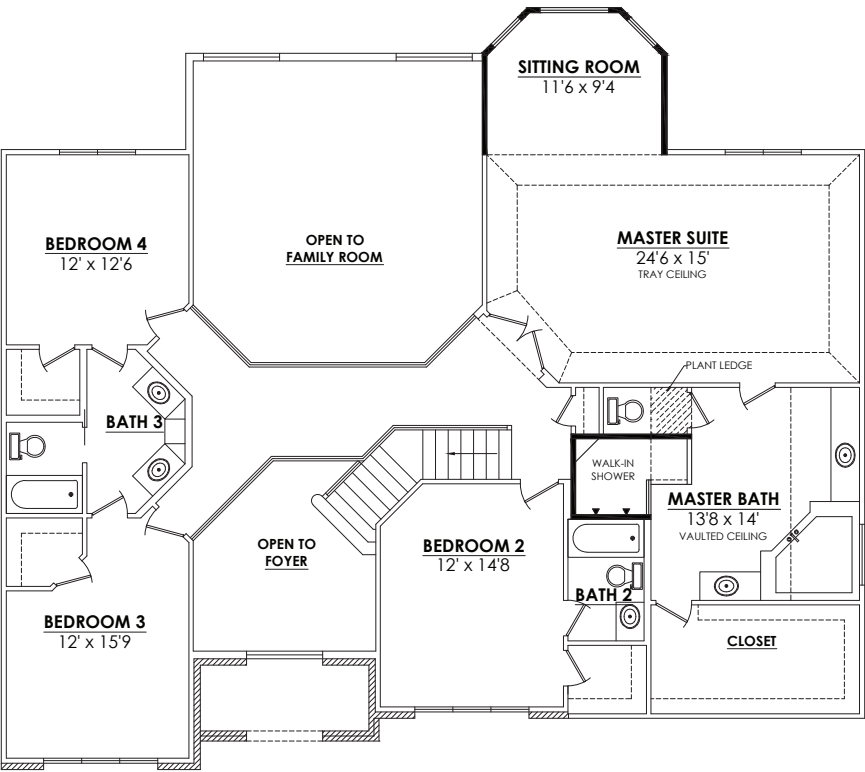 SITTING ROOM
11'6 x 9'4
BEDROOM 4
12' x 12'6
OPEN TO
FAMILY ROOM
MASTER SUITE
24'6 x 15'
TRAY CEILING
PLANT LEDGE
BATH 3
WALK-IN
SHOWER
MASTER BATH
13'8 x 14'
VAULTED CEILING
OPEN TO
FOYER
BEDROOM 2
12' x 14'8
BATH 2
BEDROOM 3
12' x 15'9
CLOSET